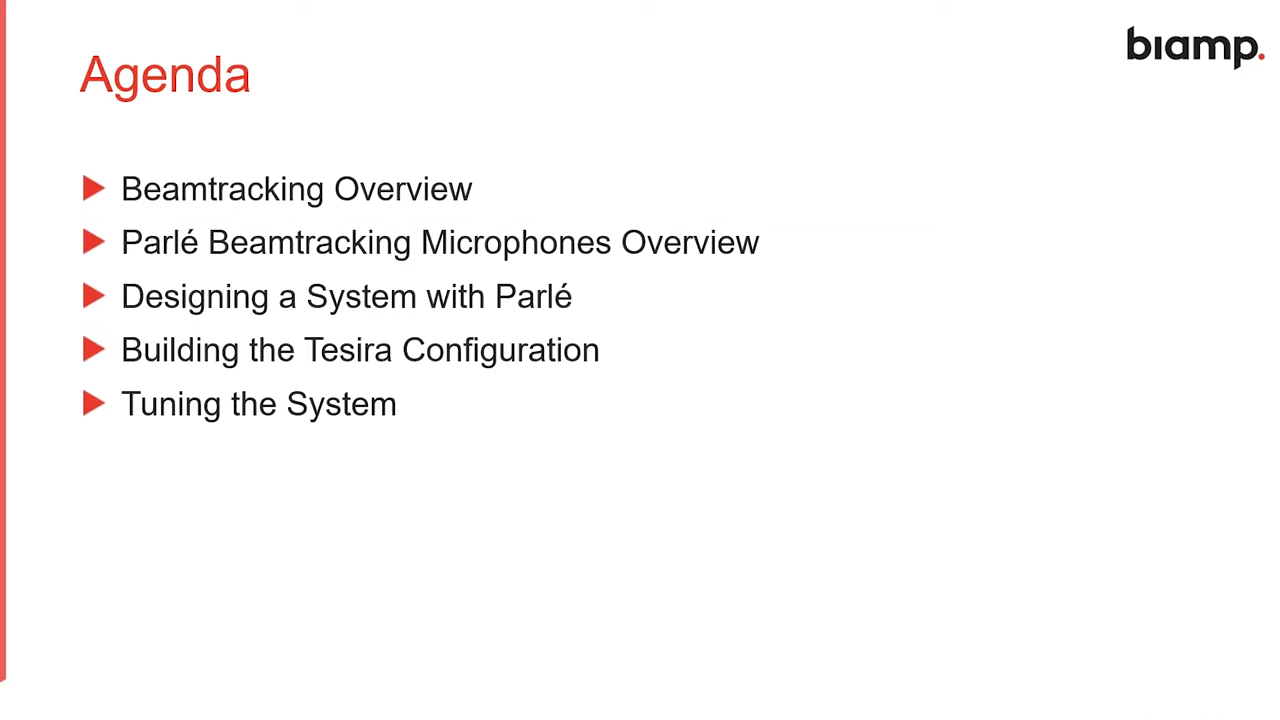 biamp.
Agenda
Beamtracking Overview
Parlé Beamtracking Microphones Overview
Designing a System with Parlé
Building the Tesira Configuration
Tuning the System